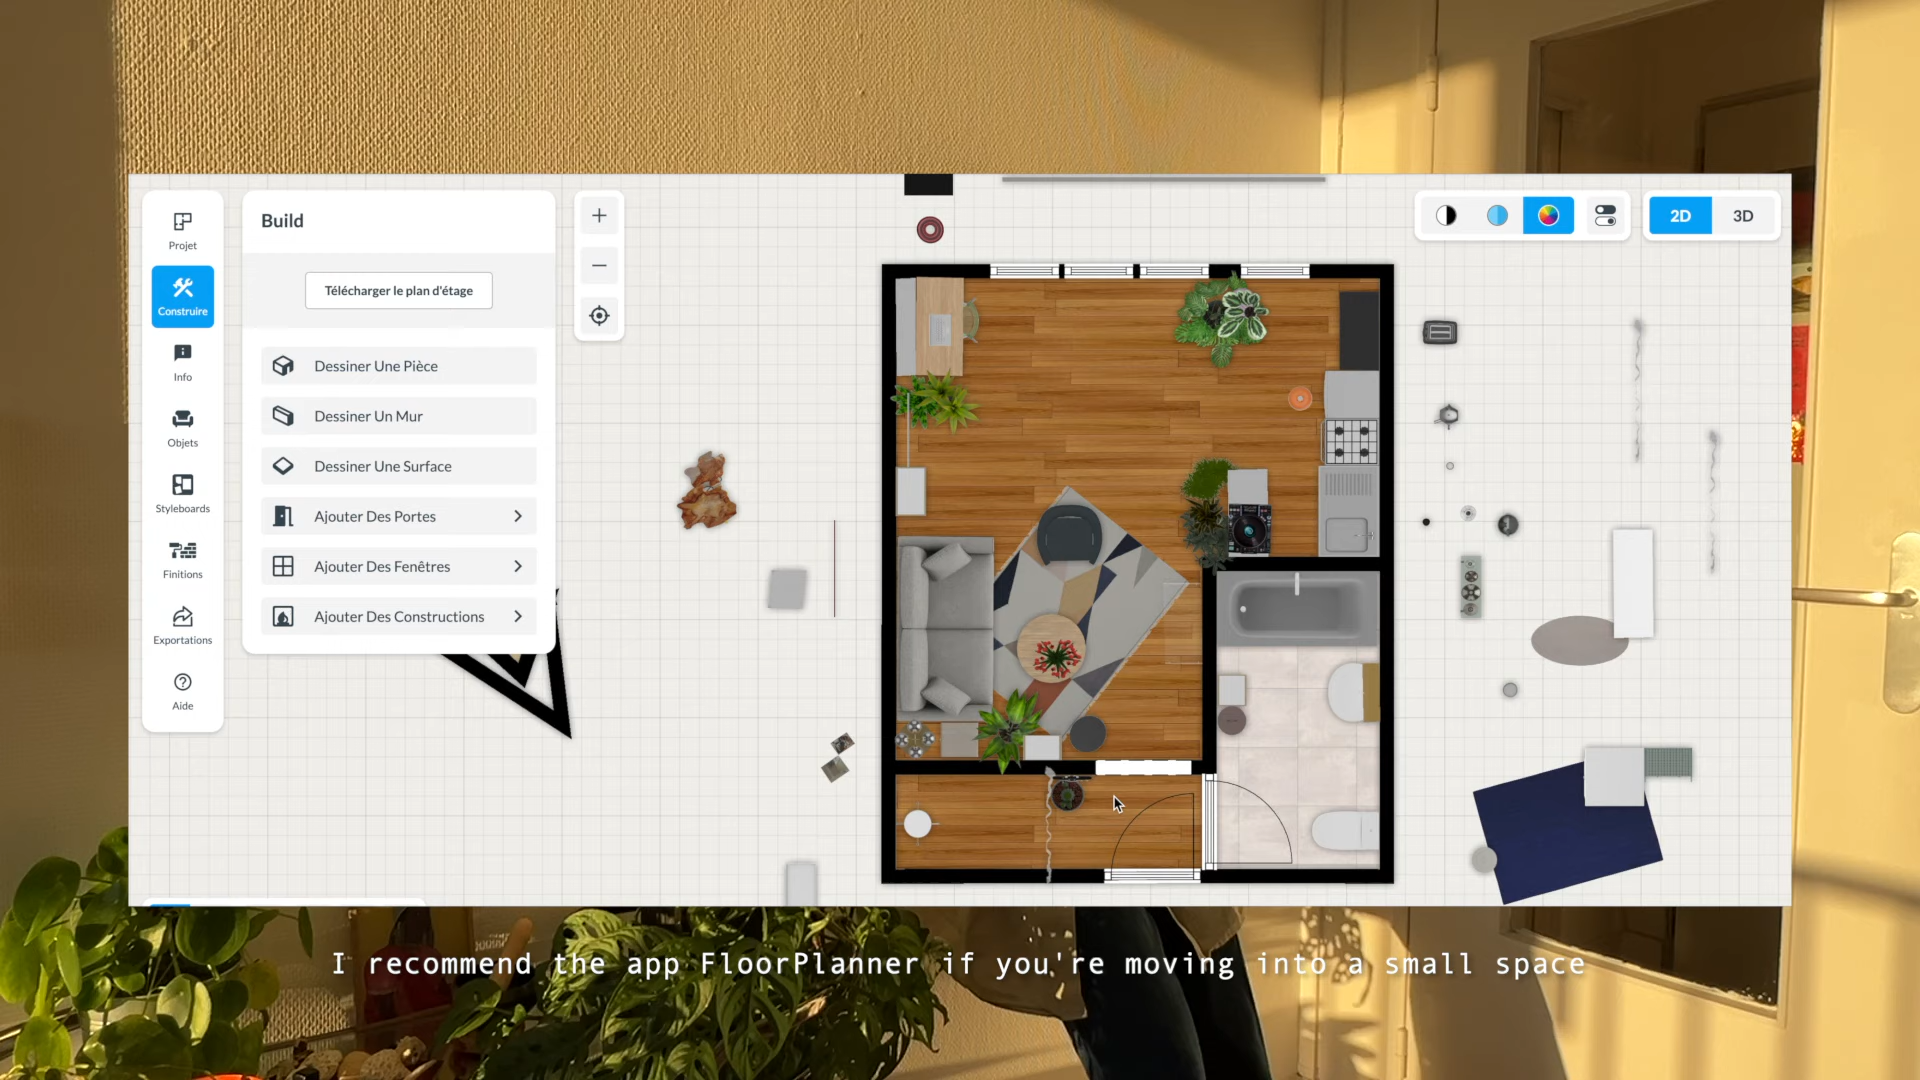 Projet
Construire
Info
Objets
Styleboards
Finitions
Exportations
Aide
Build
Télécharger le plan d'étage
Dessiner Une Pièce
Dessiner Un Mur
Dessiner Une Surface
Ajouter Des Portes
Ajouter Des Fenêtres
Ajouter Des Constructions
2D
3D
I recommend the app FloorPlanner if you're moving into a small space